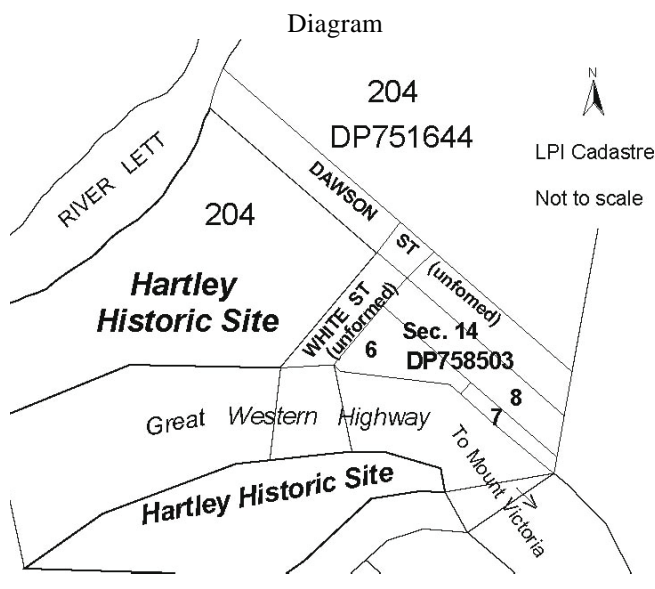 Diagram
N
204
DP751644
LPI Cadastre
Not to scale
RIVER LETT
204
DAWSON ST (unfomed)
Hartley
Historic Site
WHITE ST
(unformed)
Sec. 14
6
DP758503
8
7
Great Western Highway
To Mount Victoria
Hartley Historic Site